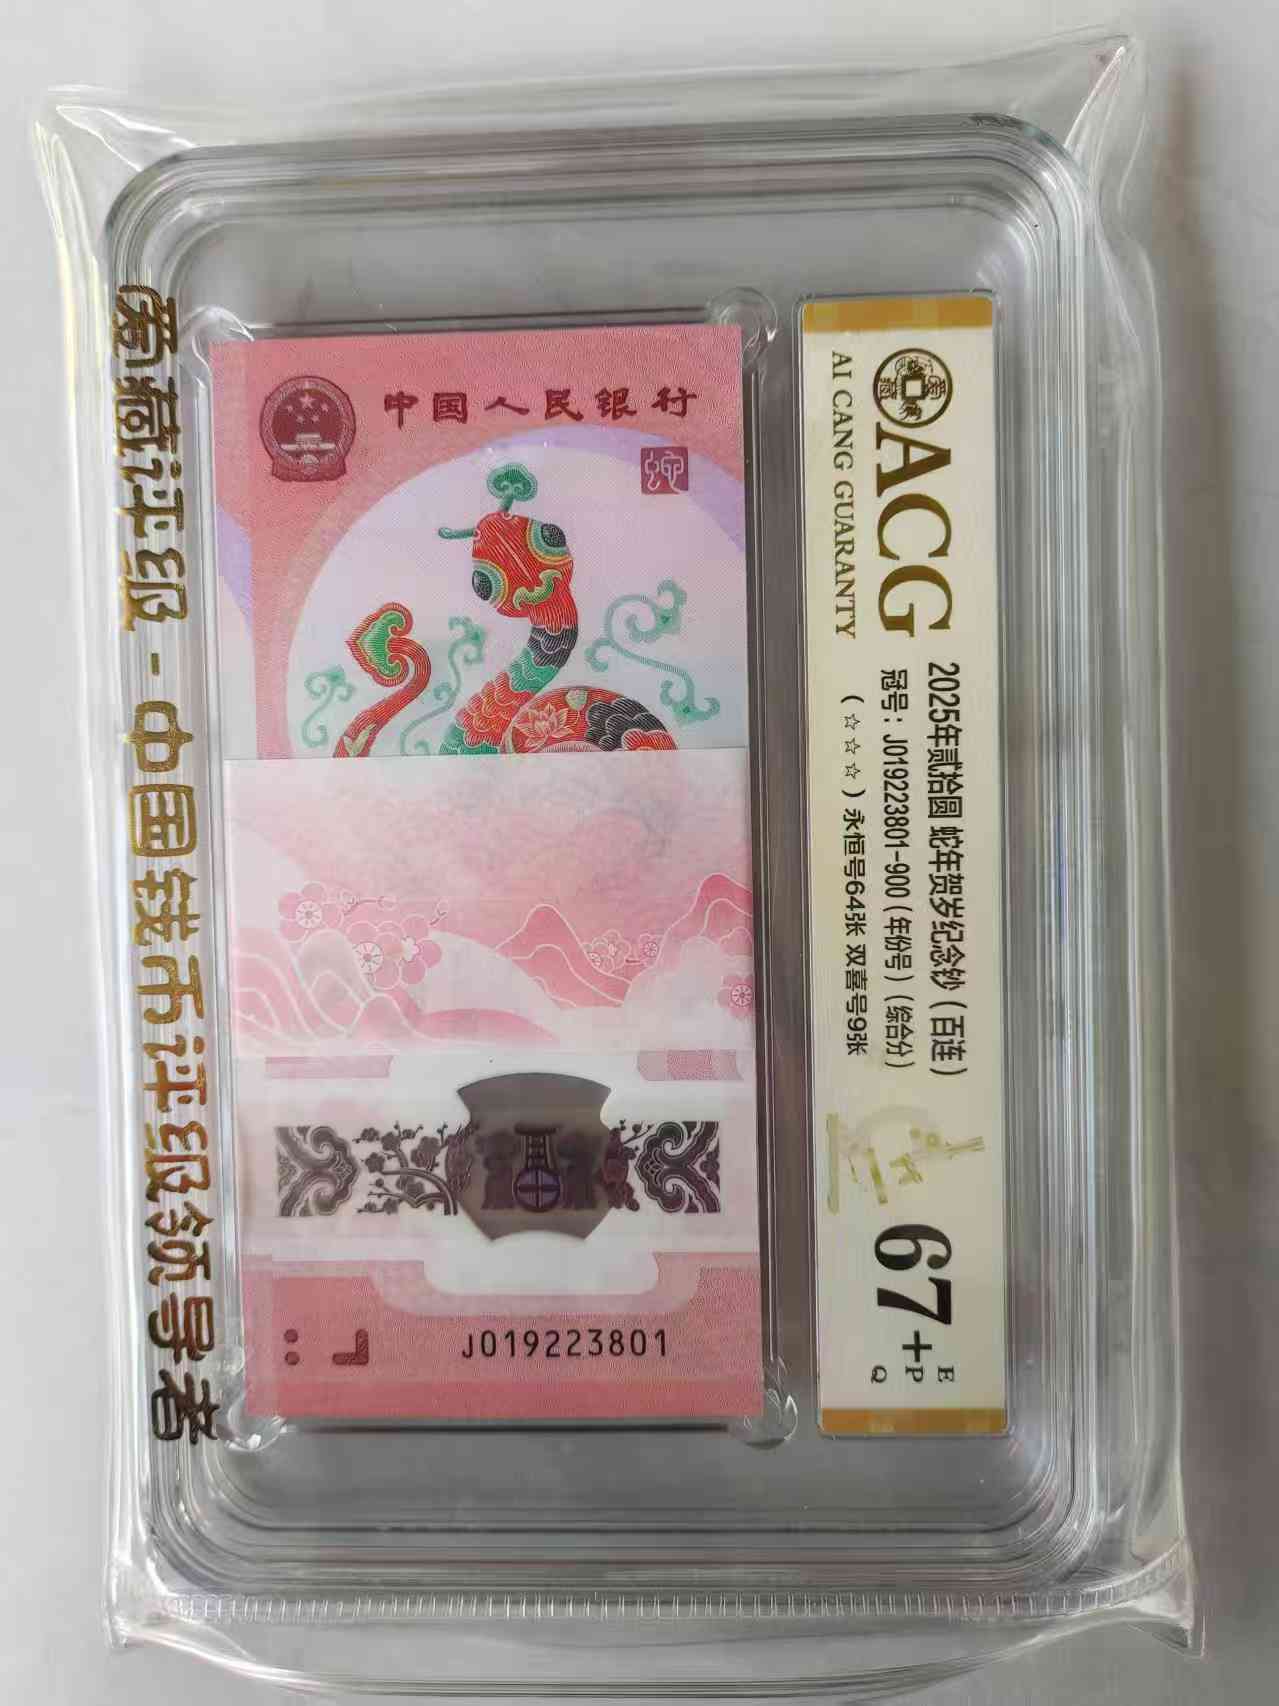 爱藏评级 - 中国钱币评级领导者
中国人民银行
蛇
J019223801
ACG
AI CANG GUARANTY
2025年贰拾圆 蛇年贺岁纪念钞(百连)
冠号: J019223801-900(年份号)(综合分)
(☆☆☆) 永恒号64张 双喜号9张
67+
E
P
Q